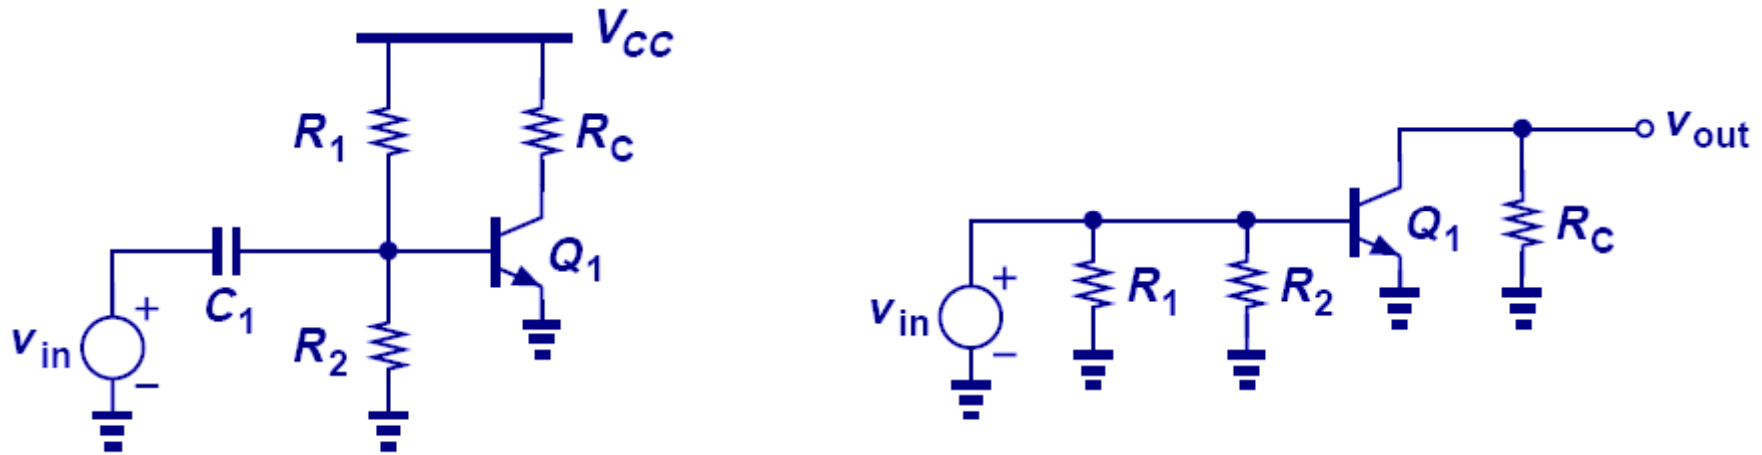 V_CC
R_1
R_C
Q_1
C_1
+
v_in
−
R_2
v_out
Q_1
R_C
+
v_in
−
R_1
R_2